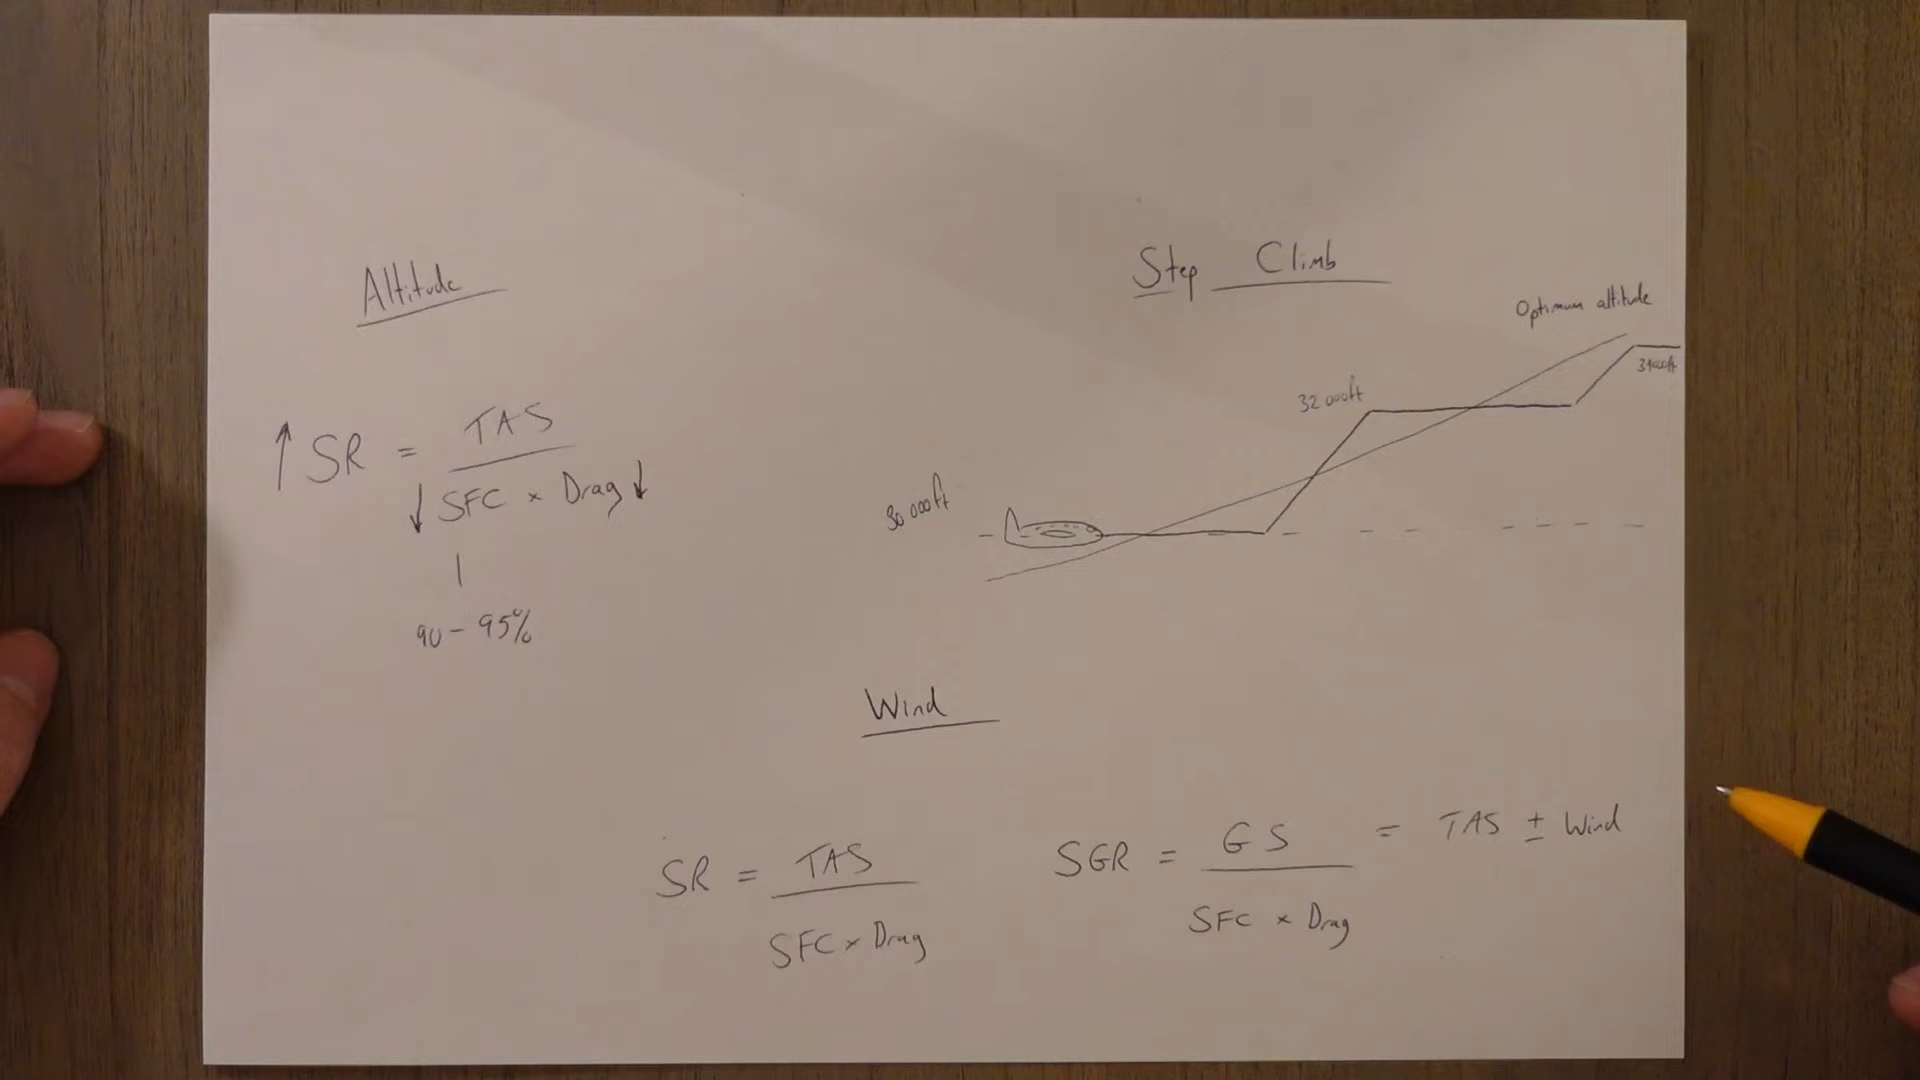 Altitude
↑ SR = TAS
↓ SFC × Drag ↓
90 - 95%
Step Climb
Optimum altitude
34000ft
32 000ft
30 000ft
Wind
SR = TAS
SFC × Drag
SGR = GS = TAS ± Wind
SFC × Drag